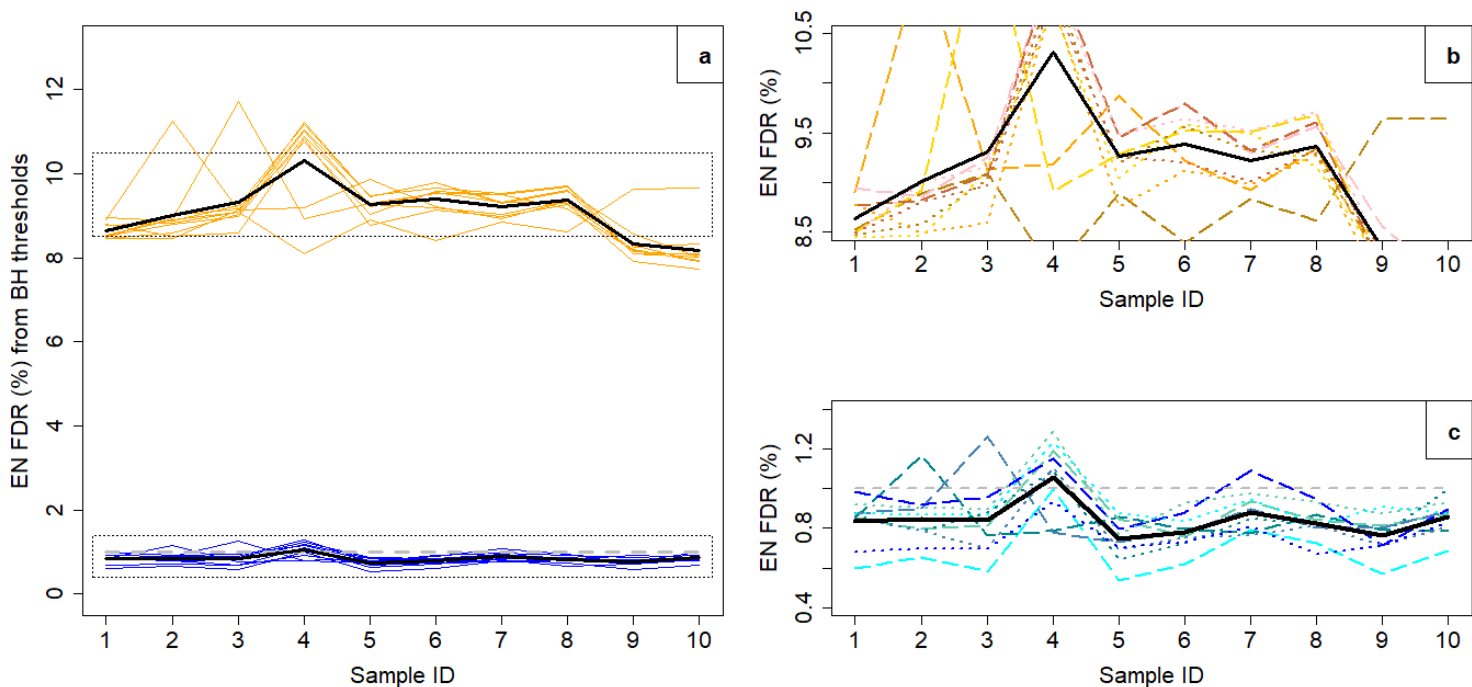 a
EN FDR (%) from BH thresholds
12
10
8
6
4
2
0
1 2 3 4 5 6 7 8 9 10
Sample ID
b
EN FDR (%)
10.5
9.5
8.5
1 2 3 4 5 6 7 8 9 10
Sample ID
c
EN FDR (%)
1.2
0.8
0.4
1 2 3 4 5 6 7 8 9 10
Sample ID